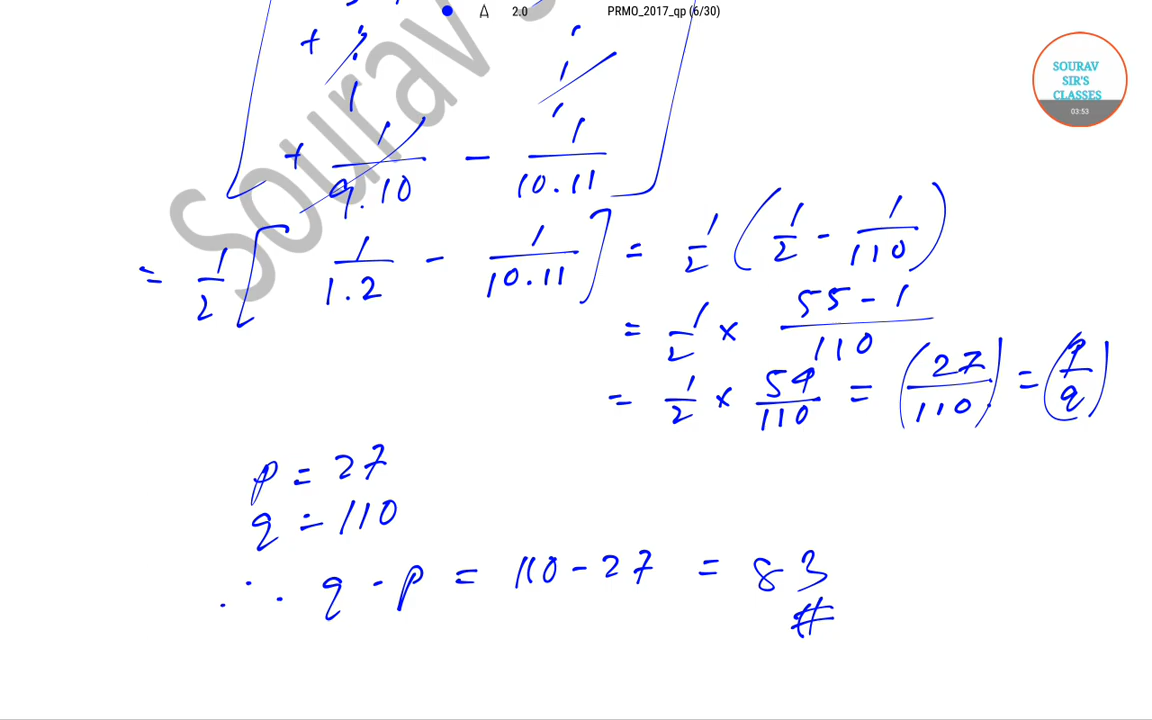 2.0 PRMO_2017_qp (6/30)
SOURAV
SIR'S
CLASSES
03:53
Sourav S
+ 1/(9.10) - 1/(10.11)
= 1/2 [ 1/(1.2) - 1/(10.11) ] = 1/2 ( 1/2 - 1/110 )
= 1/2 × (55 - 1)/110
= 1/2 × 54/110 = (27/110) = (p/q)
p = 27
q = 110
∴ q - p = 110 - 27 = 83
#